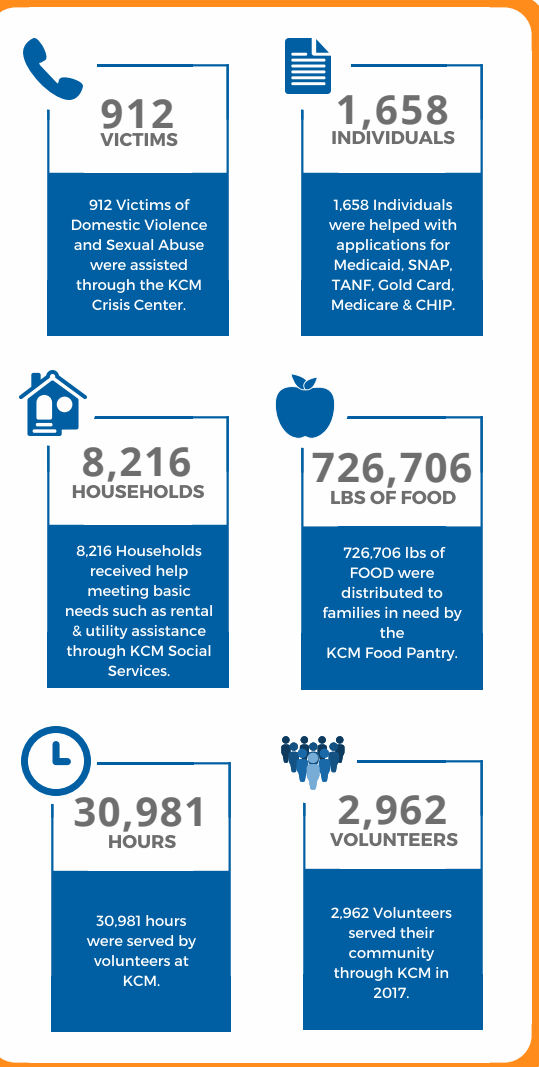 912
VICTIMS
912 Victims of
Domestic Violence
and Sexual Abuse
were assisted
through the KCM
Crisis Center.
1,658
INDIVIDUALS
1,658 Individuals
were helped with
applications for
Medicaid, SNAP,
TANF, Gold Card,
Medicare & CHIP.
8,216
HOUSEHOLDS
8,216 Households
received help
meeting basic
needs such as rental
& utility assistance
through KCM Social
Services.
726,706
LBS OF FOOD
726,706 lbs of
FOOD were
distributed to
families in need by
the
KCM Food Pantry.
30,981
HOURS
30,981 hours
were served by
volunteers at
KCM.
2,962
VOLUNTEERS
2,962 Volunteers
served their
community
through KCM in
2017.